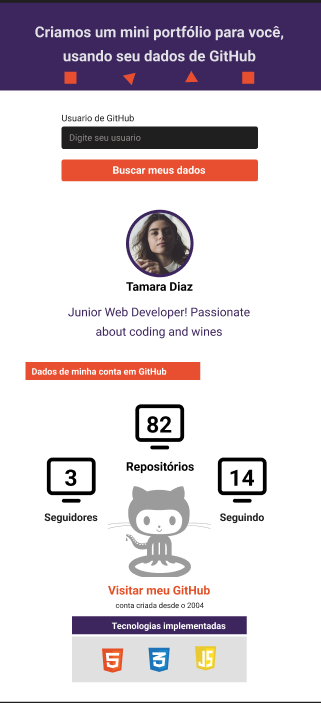 Criamos um mini portfólio para você,
usando seu dados de GitHub
Usuario de GitHub
Digite seu usuario
Buscar meus dados
Tamara Diaz
Junior Web Developer! Passionate
about coding and wines
Dados de minha conta em GitHub
82
Repositórios
3
Seguidores
14
Seguindo
Visitar meu GitHub
conta criada desde o 2004
Tecnologias implementadas
5
3
JS